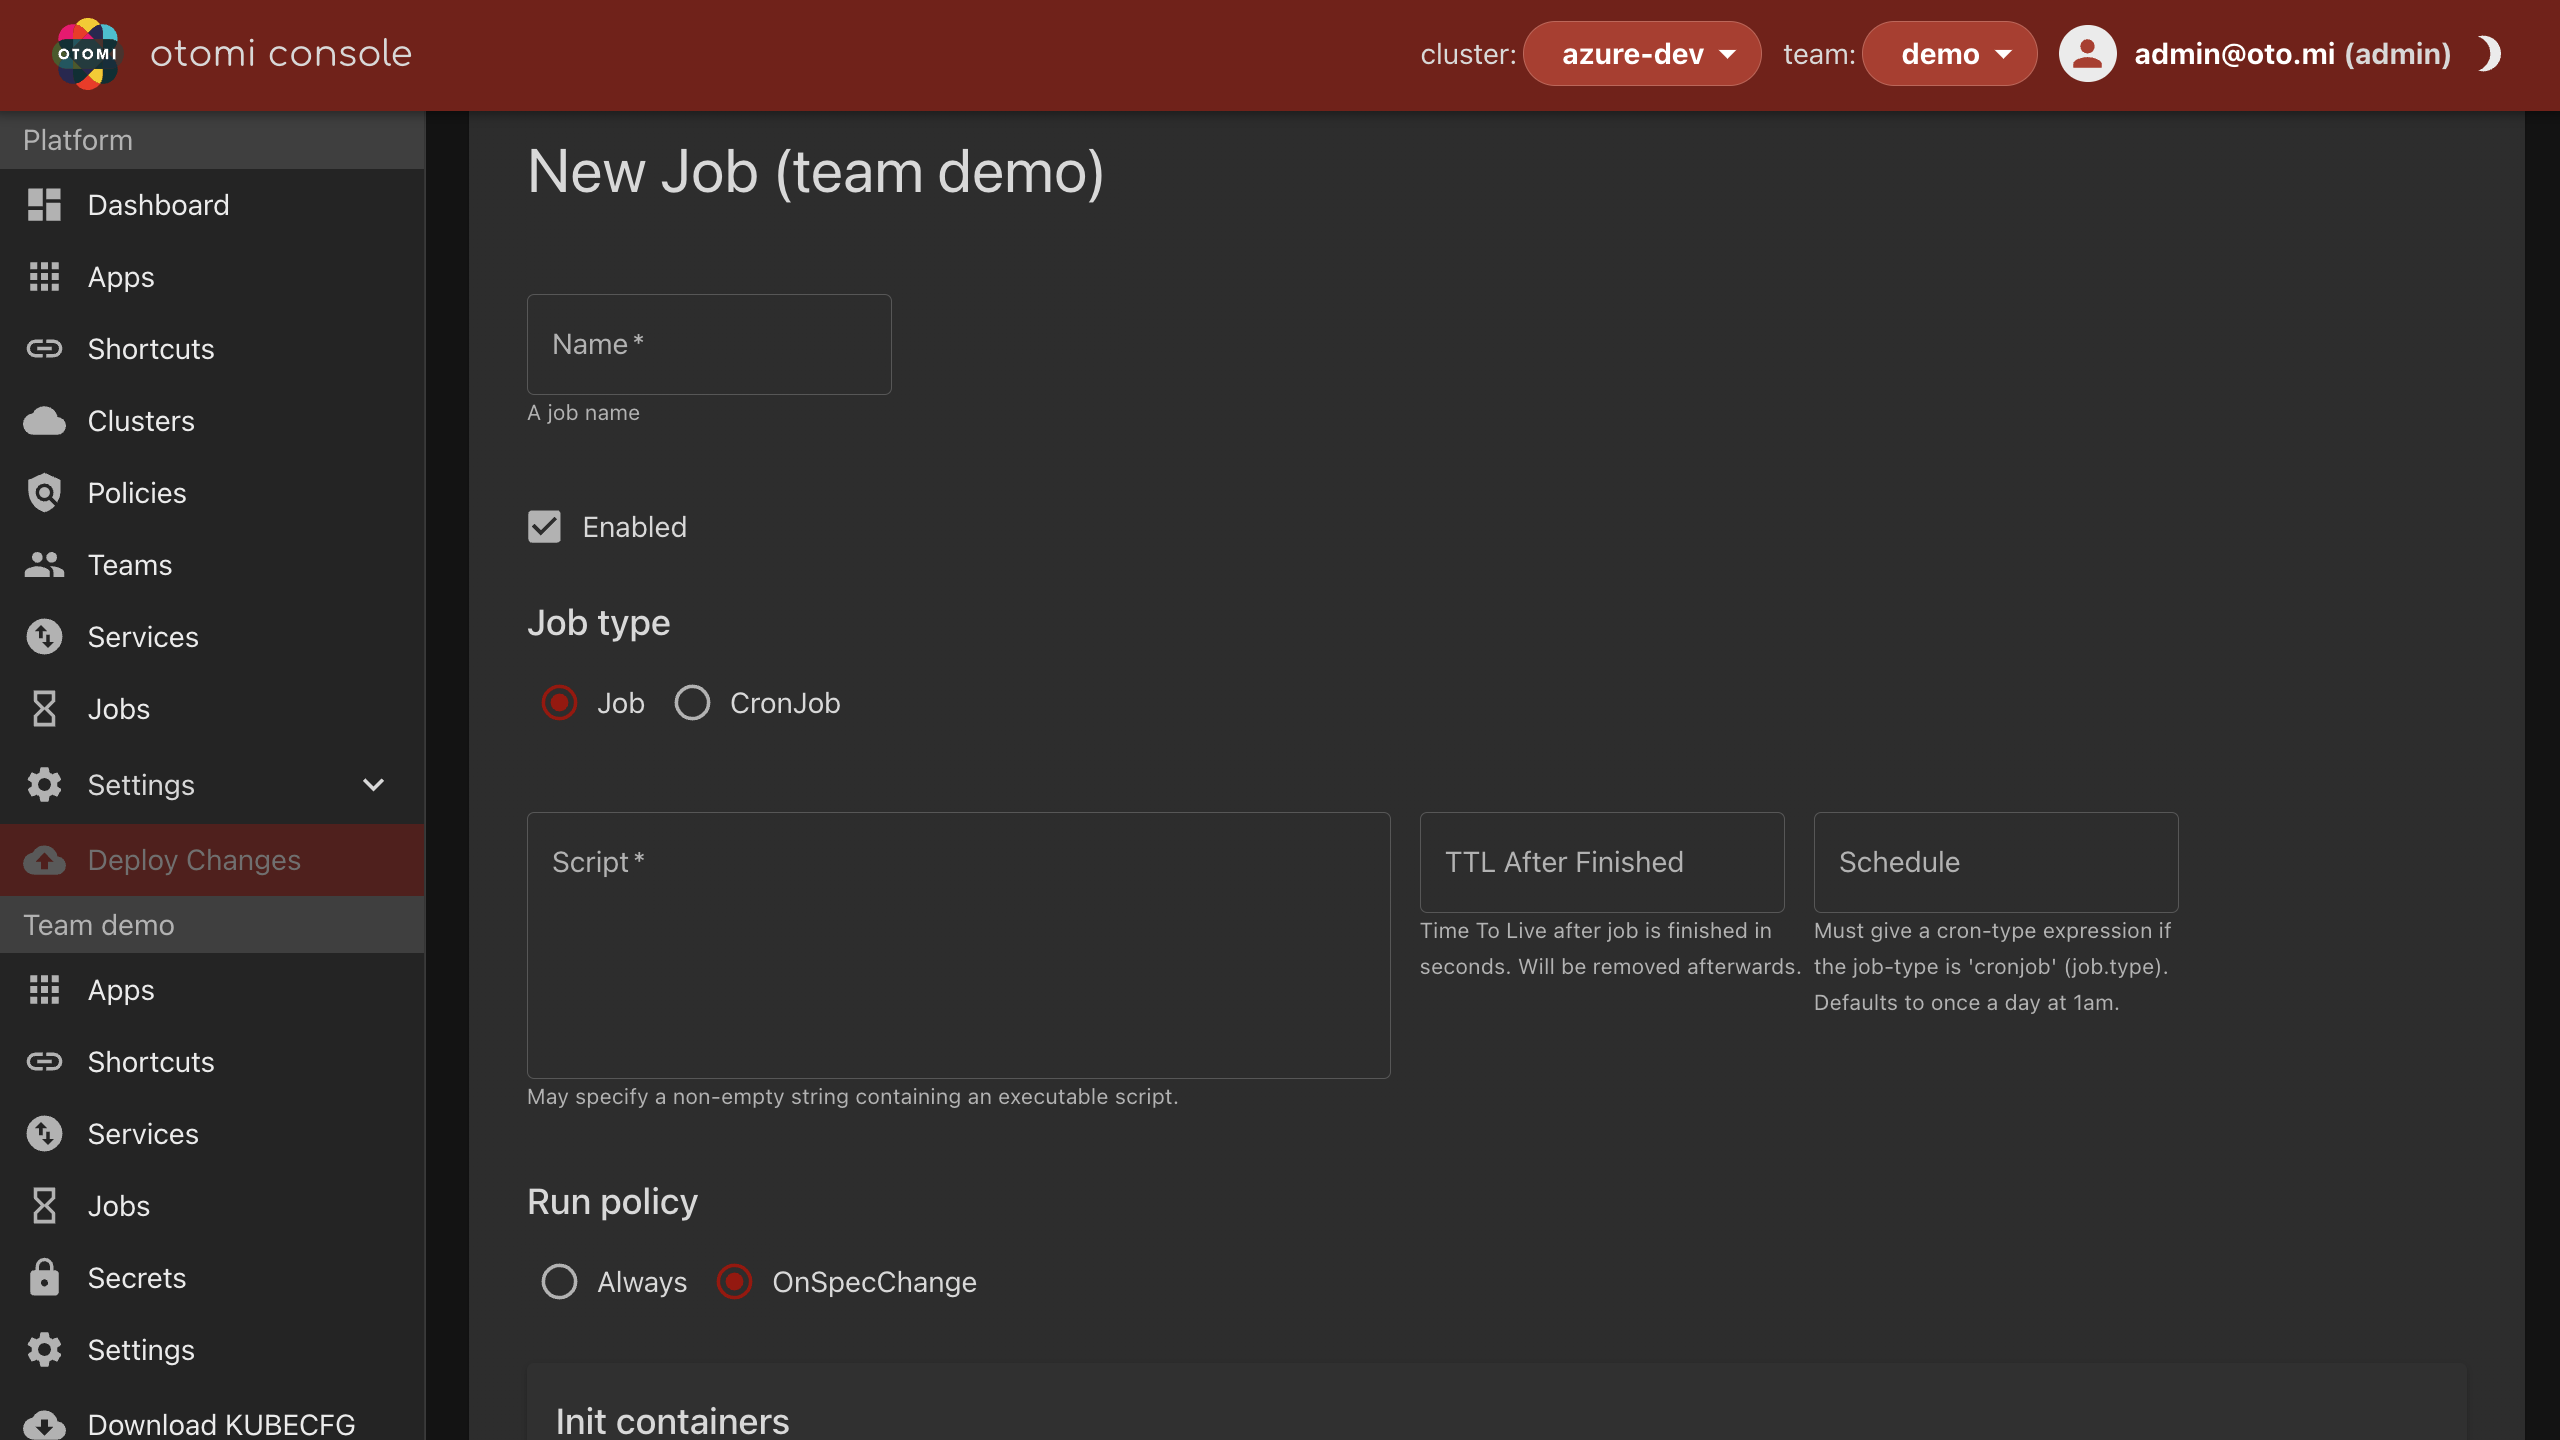 OTOMI
otomi console
cluster: azure-dev team: demo admin@oto.mi (admin)
Platform
Dashboard
Apps
Shortcuts
Clusters
Policies
Teams
Services
Jobs
Settings
Deploy Changes
Team demo
Apps
Shortcuts
Services
Jobs
Secrets
Settings
Download KUBECFG
New Job (team demo)
Name *
A job name
Enabled
Job type
Job CronJob
Script *
May specify a non-empty string containing an executable script.
TTL After Finished
Time To Live after job is finished in
seconds. Will be removed afterwards.
Schedule
Must give a cron-type expression if
the job-type is 'cronjob' (job.type).
Defaults to once a day at 1am.
Run policy
Always OnSpecChange
Init containers